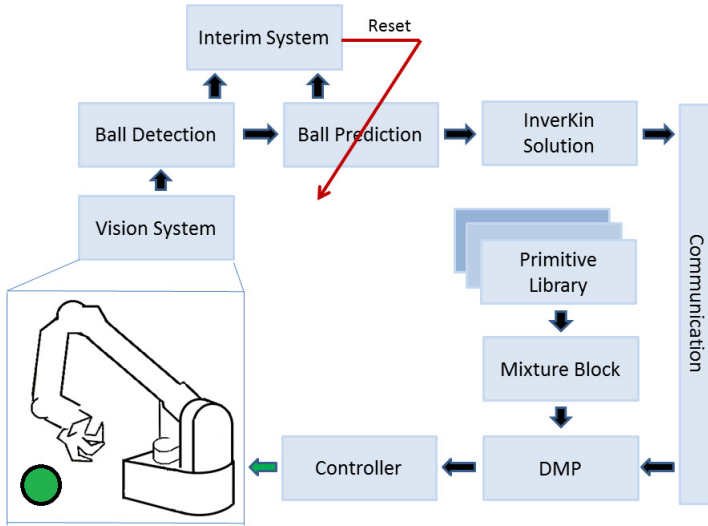 Interim System
Reset
Ball Detection
Ball Prediction
InverKin
Solution
Vision System
Primitive
Library
Communication
Mixture Block
Controller
DMP